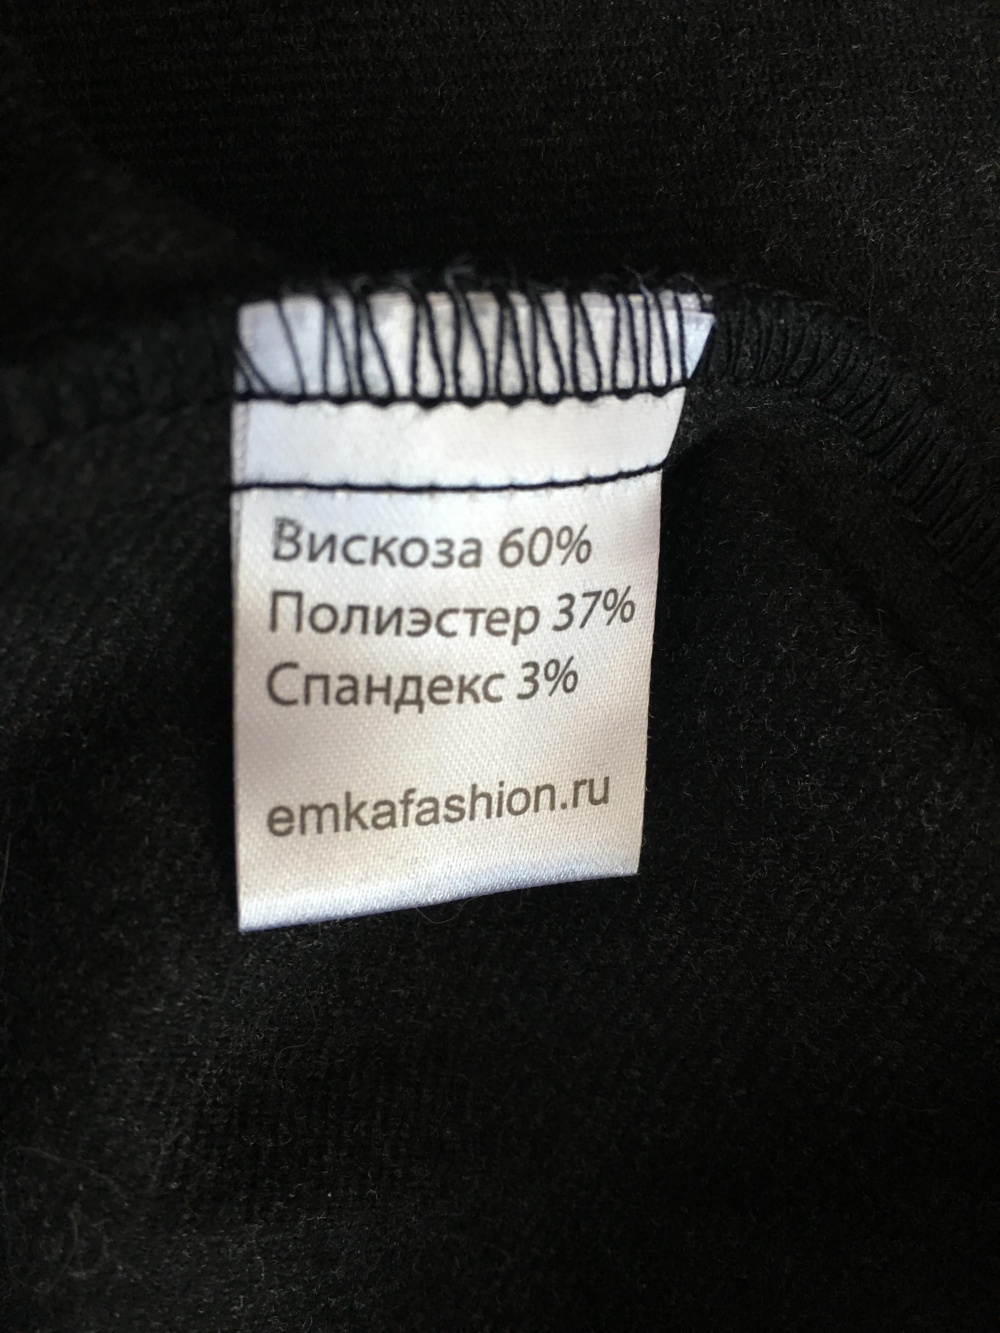 Вискоза 60%
Полиэстер 37%
Спандекс 3%
emkafashion.ru